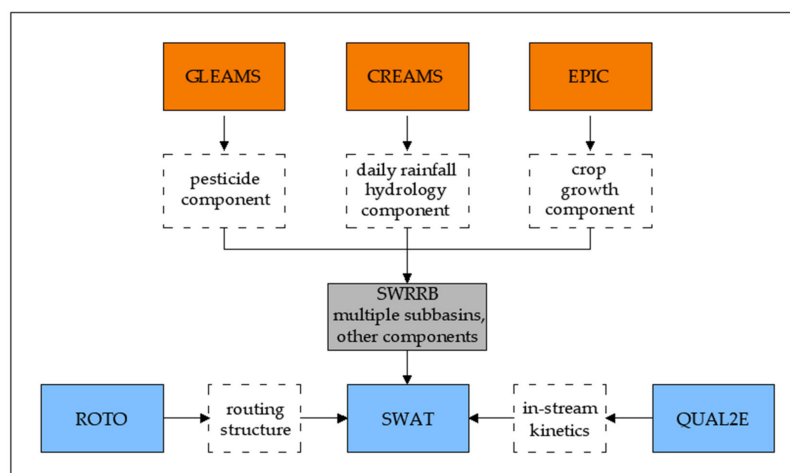 GLEAMS
CREAMS
EPIC
pesticide
component
daily rainfall
hydrology
component
crop
growth
component
SWRRB
multiple subbasins,
other components
ROTO
routing
structure
SWAT
in-stream
kinetics
QUAL2E